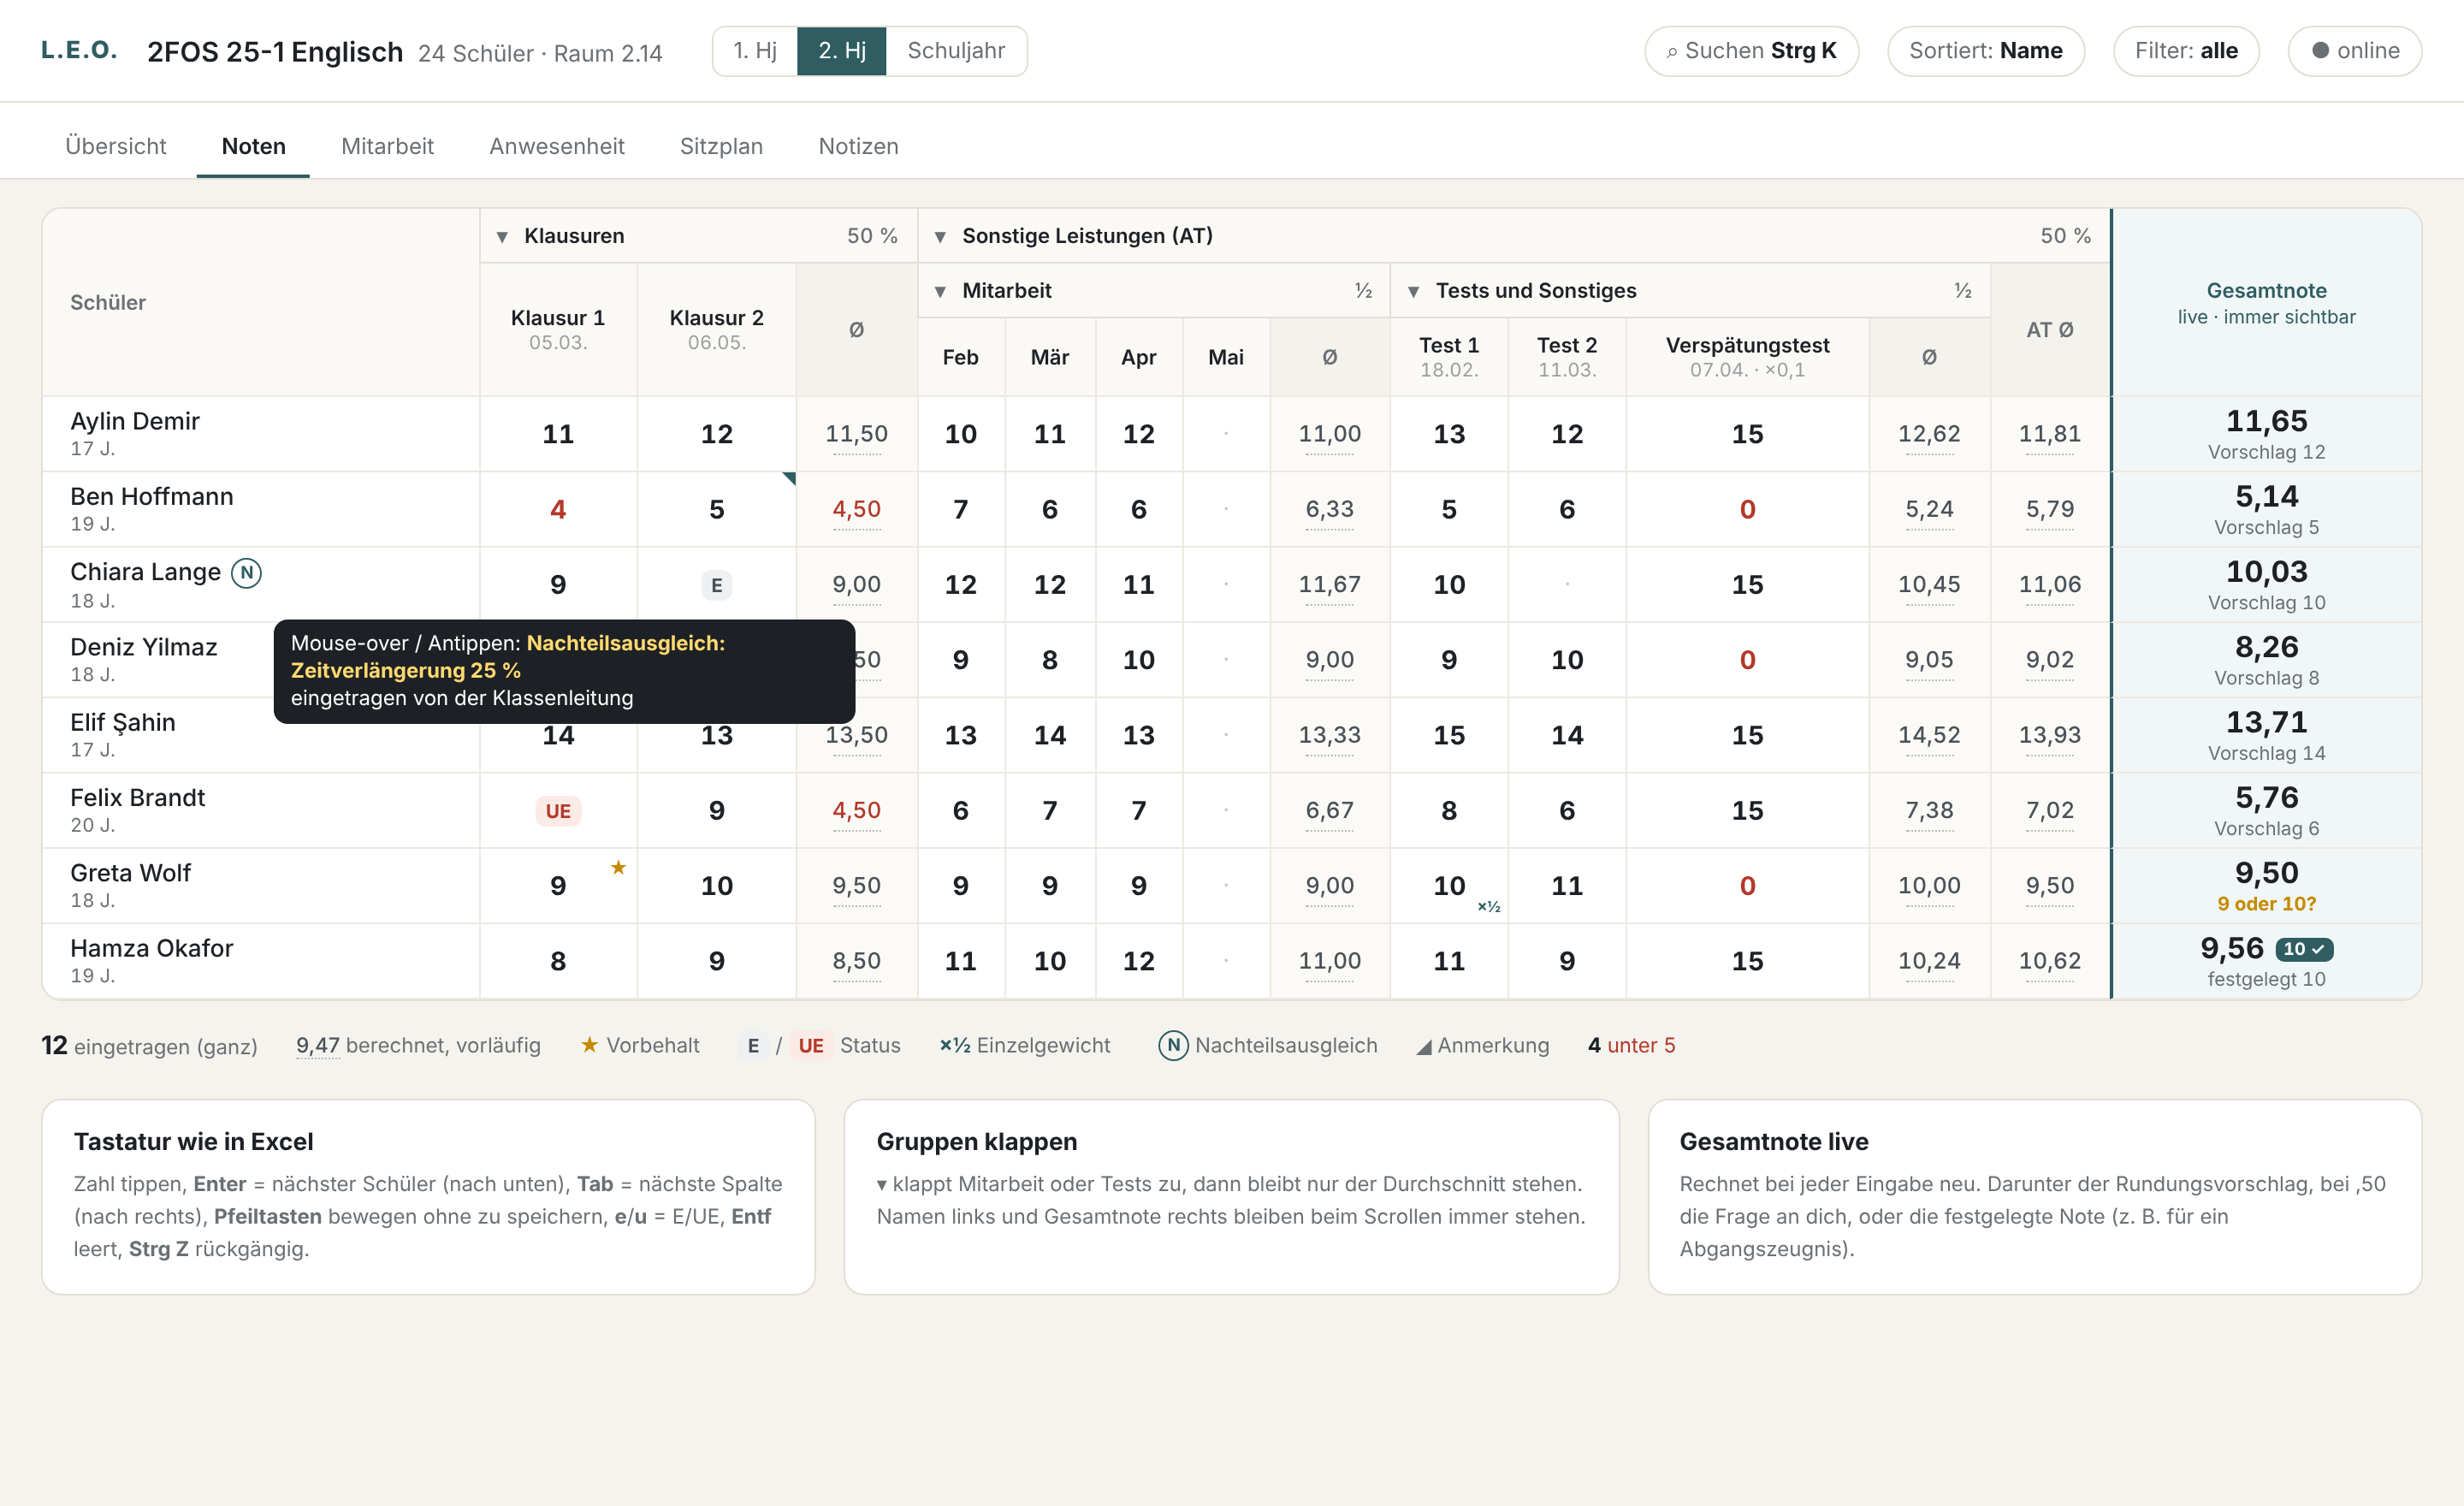 L.E.O. 2FOS 25-1 Englisch 24 Schüler · Raum 2.14 1. Hj 2. Hj Schuljahr ⌕ Suchen Strg K Sortiert: Name Filter: alle ● online
Übersicht Noten Mitarbeit Anwesenheit Sitzplan Notizen
▼ Klausuren 50 % ▼ Sonstige Leistungen (AT) 50 %
Schüler ▼ Mitarbeit ½ ▼ Tests und Sonstiges ½ Gesamtnote
live · immer sichtbar
Klausur 1 Klausur 2 Ø AT Ø
05.03. 06.05.
Feb Mär Apr Mai Ø Test 1 Test 2 Verspätungstest Ø
18.02. 11.03. 07.04. · ×0,1
Aylin Demir 11 12 11,50 10 11 12 · 11,00 13 12 15 12,62 11,81 11,65
17 J. Vorschlag 12
Ben Hoffmann 4 5 4,50 7 6 6 · 6,33 5 6 0 5,24 5,79 5,14
19 J. Vorschlag 5
Chiara Lange N 9 E 9,00 12 12 11 · 11,67 10 · 15 10,45 11,06 10,03
18 J. Vorschlag 10
Deniz Yilmaz 50 9 8 10 · 9,00 9 10 0 9,05 9,02 8,26
18 J. Vorschlag 8
Mouse-over / Antippen: Nachteilsausgleich:
Zeitverlängerung 25 %
eingetragen von der Klassenleitung
Elif Şahin 14 13 13,50 13 14 13 · 13,33 15 14 15 14,52 13,93 13,71
17 J. Vorschlag 14
Felix Brandt UE 9 4,50 6 7 7 · 6,67 8 6 15 7,38 7,02 5,76
20 J. Vorschlag 6
Greta Wolf 9 ★ 10 9,50 9 9 9 · 9,00 10 ×½ 11 0 10,00 9,50 9,50
18 J. 9 oder 10?
Hamza Okafor 8 9 8,50 11 10 12 · 11,00 11 9 15 10,24 10,62 9,56 10 ✓
19 J. festgelegt 10
12 eingetragen (ganz) 9,47 berechnet, vorläufig ★ Vorbehalt E / UE Status ×½ Einzelgewicht N Nachteilsausgleich ◢ Anmerkung 4 unter 5
Tastatur wie in Excel
Zahl tippen, Enter = nächster Schüler (nach unten), Tab = nächste Spalte
(nach rechts), Pfeiltasten bewegen ohne zu speichern, e/u = E/UE, Entf
leert, Strg Z rückgängig.
Gruppen klappen
▾ klappt Mitarbeit oder Tests zu, dann bleibt nur der Durchschnitt stehen.
Namen links und Gesamtnote rechts bleiben beim Scrollen immer stehen.
Gesamtnote live
Rechnet bei jeder Eingabe neu. Darunter der Rundungsvorschlag, bei ,50
die Frage an dich, oder die festgelegte Note (z. B. für ein
Abgangszeugnis).